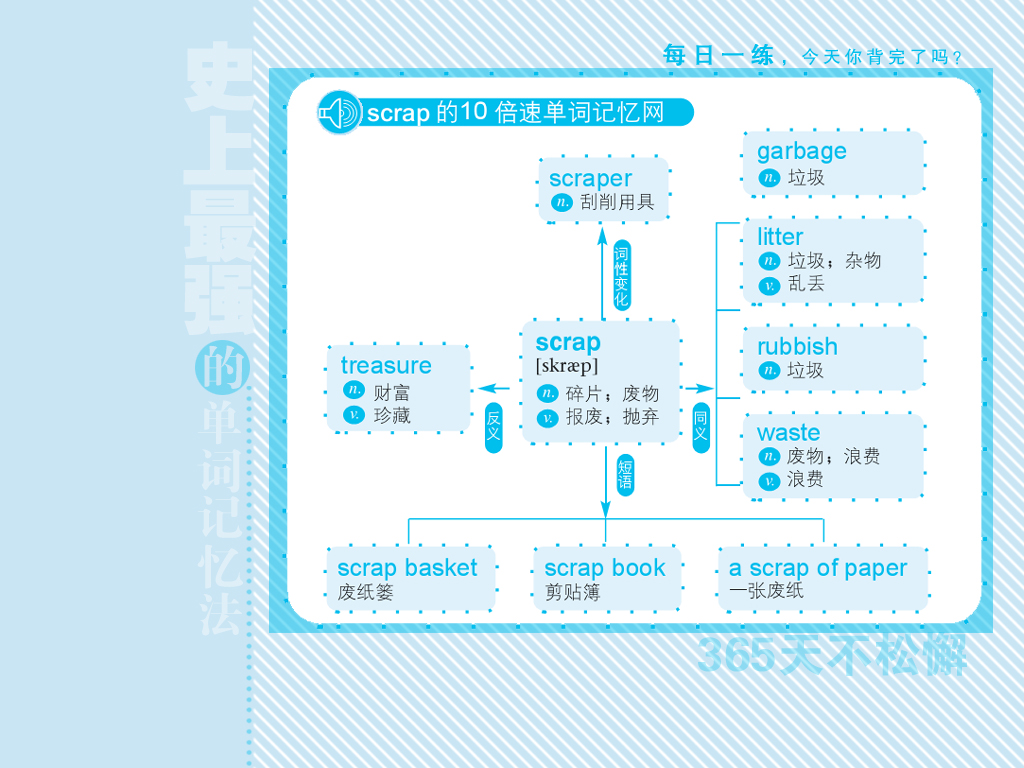 每日一练，今天你背完了吗?
史上最强的单词记忆法
scrap 的10 倍速单词记忆网
scraper
n. 刮削用具
词性变化
garbage
n. 垃圾
litter
n. 垃圾；杂物
v. 乱丢
rubbish
n. 垃圾
waste
n. 废物；浪费
v. 浪费
同义
scrap
[skræp]
n. 碎片；废物
v. 报废；抛弃
反义
treasure
n. 财富
v. 珍藏
短语
scrap basket
废纸篓
scrap book
剪贴簿
a scrap of paper
一张废纸
365天不松懈